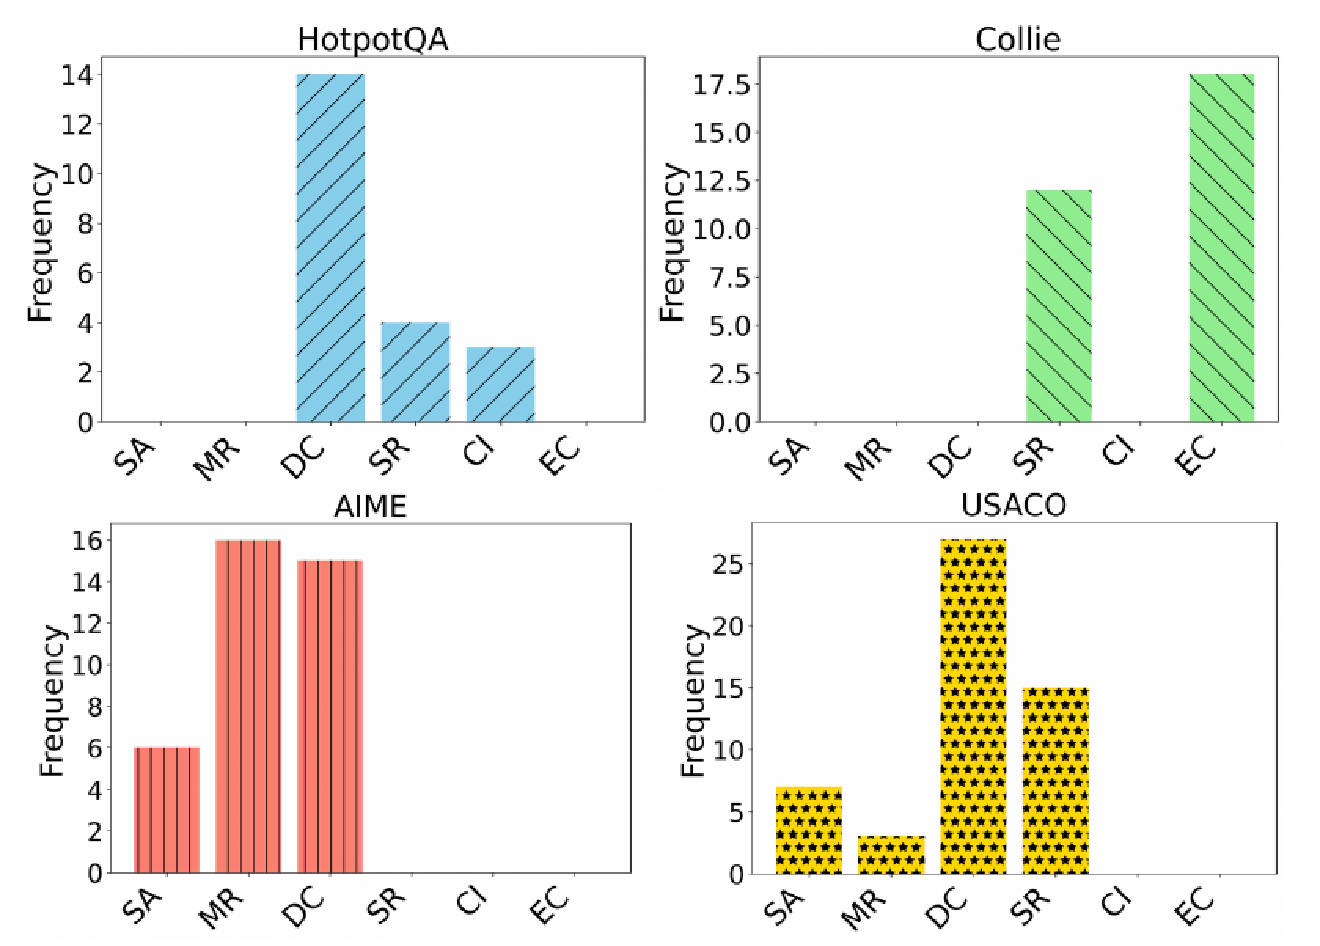 HotpotQA
Frequency
14
12
10
8
6
4
2
0
SA MR DC SR CI EC
Collie
Frequency
17.5
15.0
12.5
10.0
7.5
5.0
2.5
0.0
SA MR DC SR CI EC
AIME
Frequency
16
14
12
10
8
6
4
2
0
SA MR DC SR CI EC
USACO
Frequency
25
20
15
10
5
0
SA MR DC SR CI EC